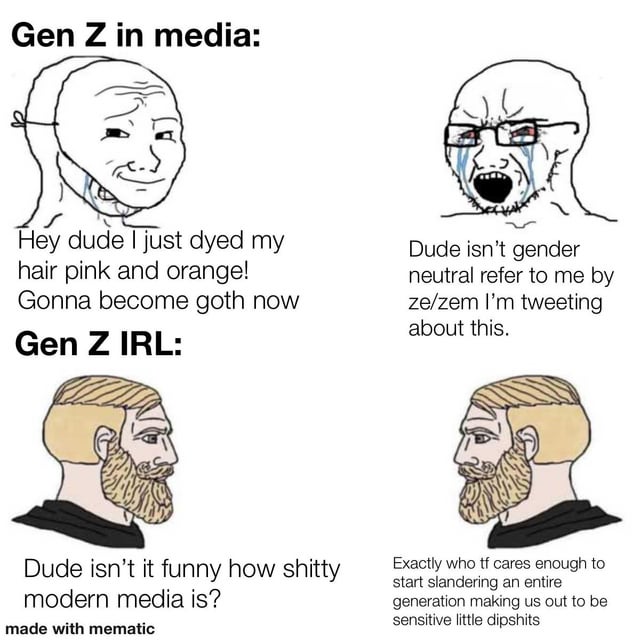 Gen Z in media:
Hey dude I just dyed my
hair pink and orange!
Gonna become goth now
Dude isn't gender
neutral refer to me by
ze/zem I'm tweeting
about this.
Gen Z IRL:
Dude isn't it funny how shitty
modern media is?
Exactly who tf cares enough to
start slandering an entire
generation making us out to be
sensitive little dipshits
made with mematic